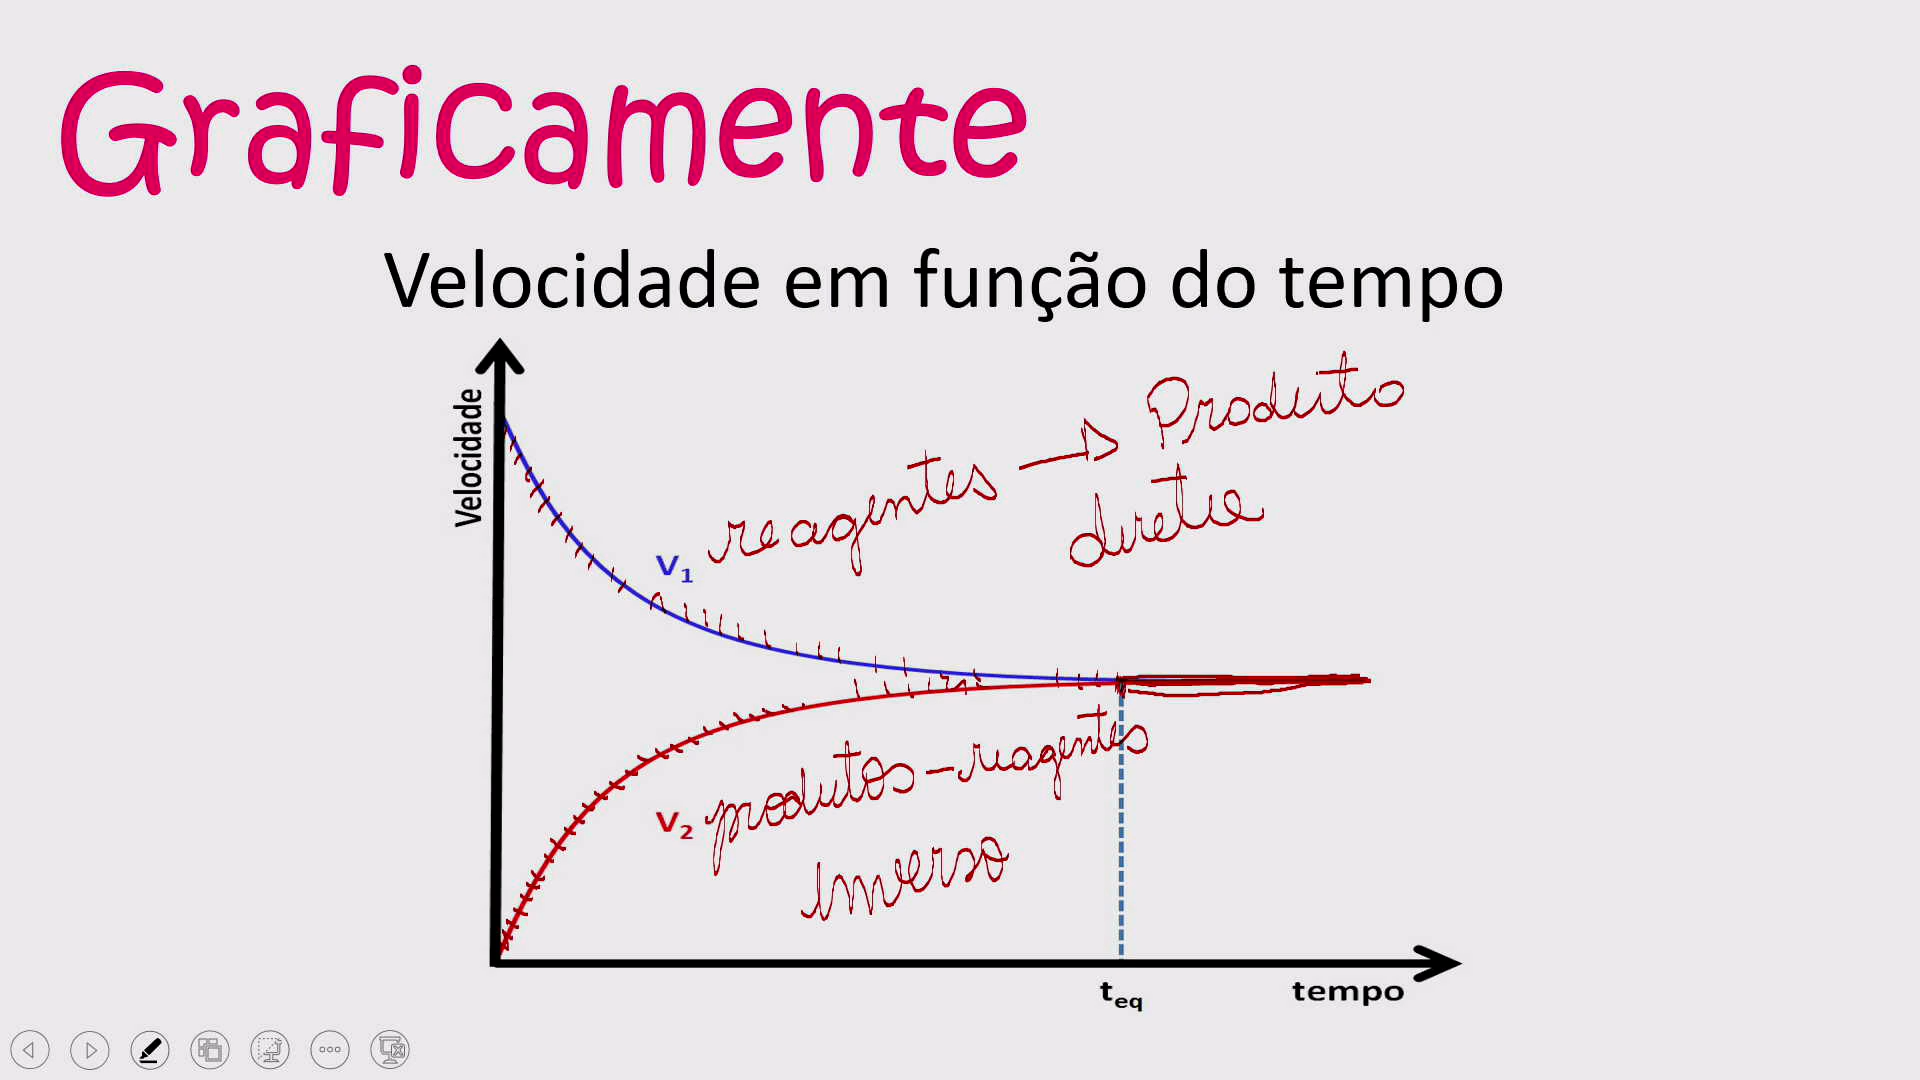 Graficamente
Velocidade em função do tempo
Velocidade
reagentes → Produto
direta
V1
produtos - reagentes
V2
Inverso
teq
tempo